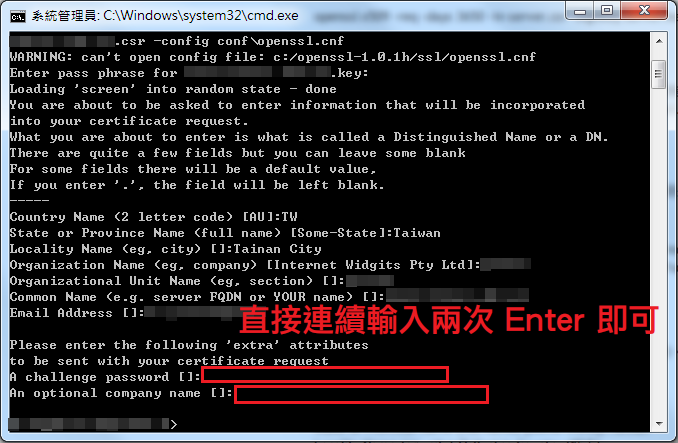 系統管理員: C:\Windows\system32\cmd.exe
.csr -config conf\openssl.cnf
WARNING: can't open config file: c:/openssl-1.0.1h/ssl/openssl.cnf
Enter pass phrase for .key:
Loading 'screen' into random state - done
You are about to be asked to enter information that will be incorporated
into your certificate request.
What you are about to enter is what is called a Distinguished Name or a DN.
There are quite a few fields but you can leave some blank
For some fields there will be a default value,
If you enter '.', the field will be left blank.
-----
Country Name (2 letter code) [AU]:TW
State or Province Name (full name) [Some-State]:Taiwan
Locality Name (eg, city) []:Tainan City
Organization Name (eg, company) [Internet Widgits Pty Ltd]:
Organizational Unit Name (eg, section) []:
Common Name (e.g. server FQDN or YOUR name) []:
Email Address []:
直接連續輸入兩次 Enter 即可
Please enter the following 'extra' attributes
to be sent with your certificate request
A challenge password []:
An optional company name []:
>